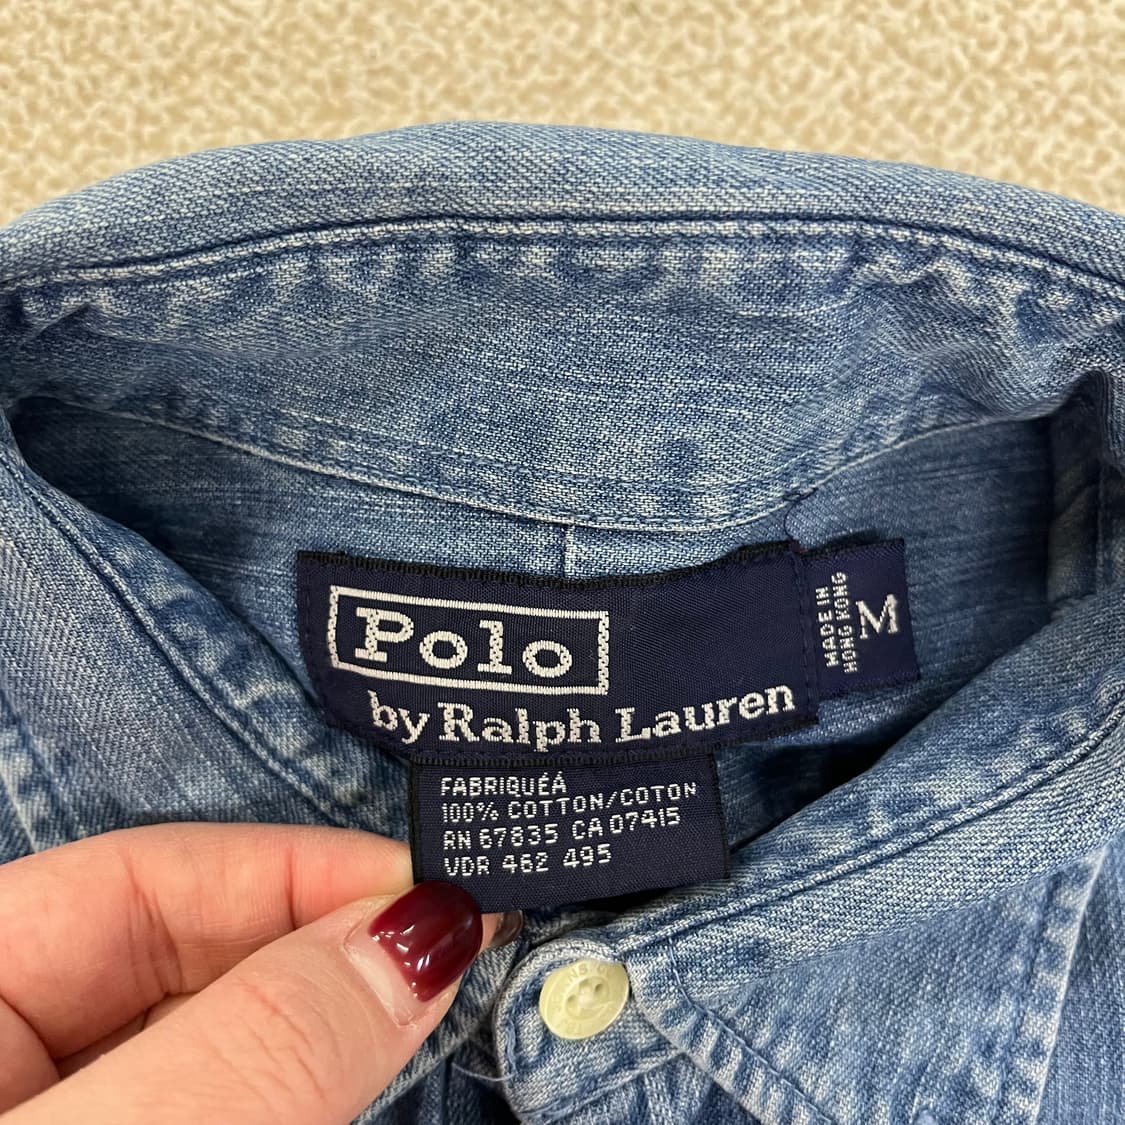 Polo
by Ralph Lauren
MADE IN
HONG KONG
M
FABRIQUÉA
100% COTTON/COTON
RN 67835 CA 07415
VDR 462 495